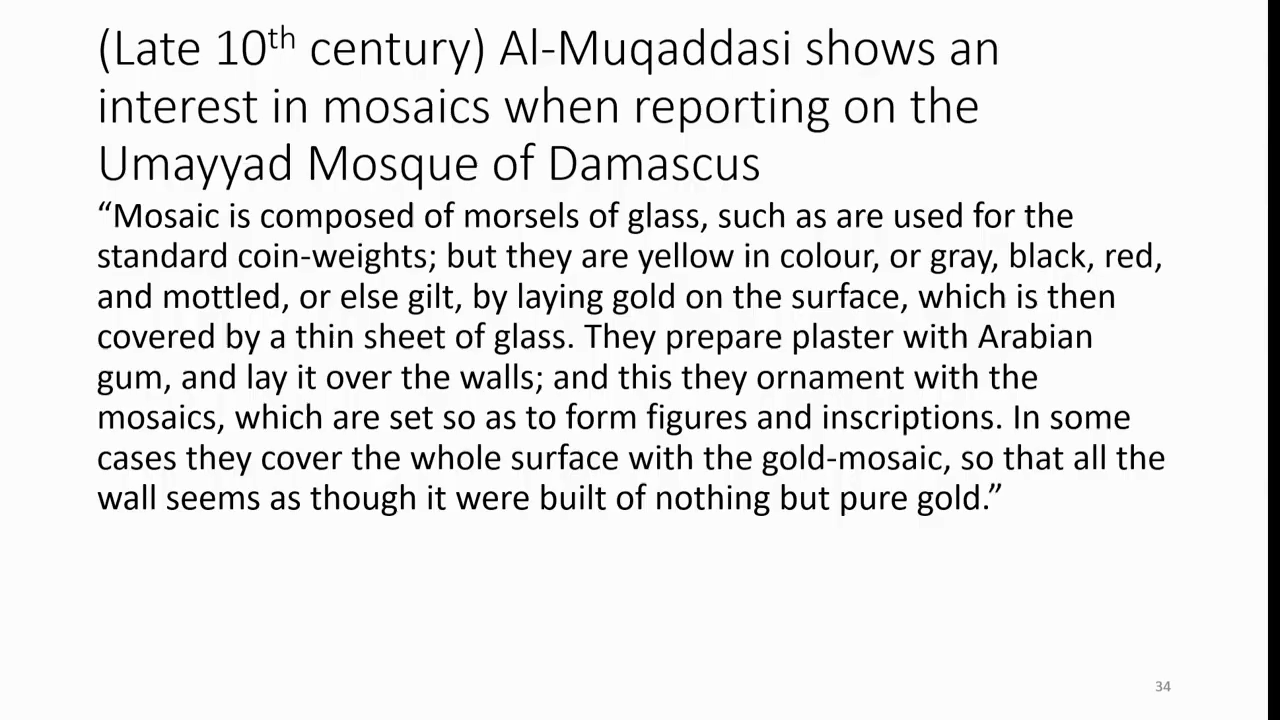 (Late 10th century) Al-Muqaddasi shows an
interest in mosaics when reporting on the
Umayyad Mosque of Damascus
“Mosaic is composed of morsels of glass, such as are used for the
standard coin-weights; but they are yellow in colour, or gray, black, red,
and mottled, or else gilt, by laying gold on the surface, which is then
covered by a thin sheet of glass. They prepare plaster with Arabian
gum, and lay it over the walls; and this they ornament with the
mosaics, which are set so as to form figures and inscriptions. In some
cases they cover the whole surface with the gold-mosaic, so that all the
wall seems as though it were built of nothing but pure gold.”
34